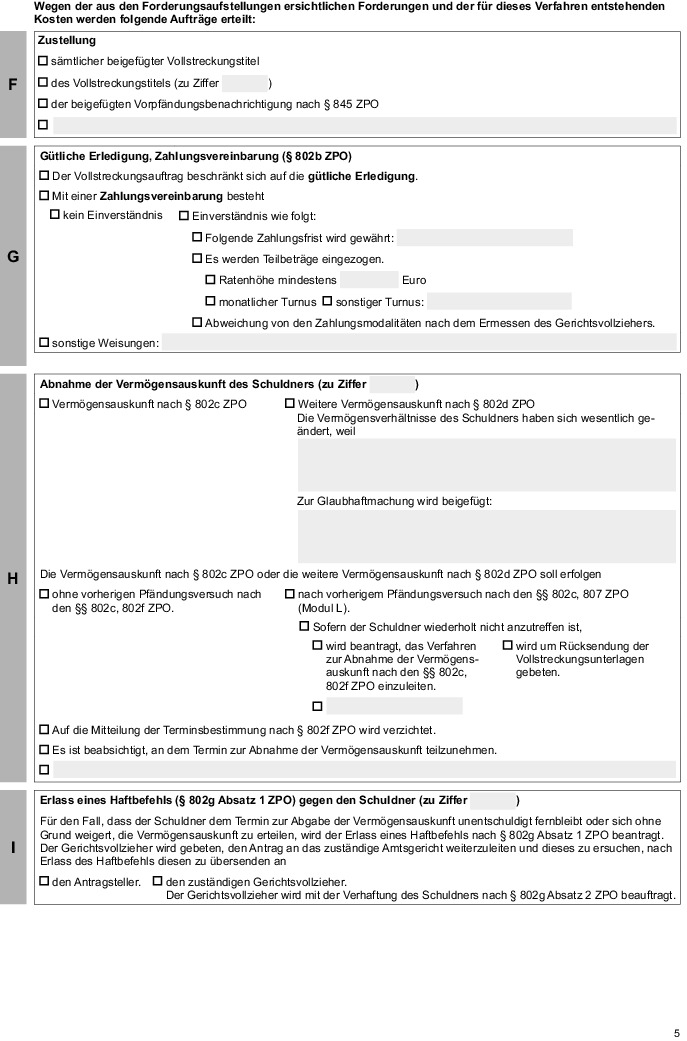 Wegen der aus den Forderungsaufstellungen ersichtlichen Forderungen und der für dieses Verfahren entstehenden
Kosten werden folgende Aufträge erteilt:
F
Zustellung
sämtlicher beigefügter Vollstreckungstitel
des Vollstreckungstitels (zu Ziffer )
der beigefügten Vorpfändungsbenachrichtigung nach § 845 ZPO
G
Gütliche Erledigung, Zahlungsvereinbarung (§ 802b ZPO)
Der Vollstreckungsauftrag beschränkt sich auf die gütliche Erledigung.
Mit einer Zahlungsvereinbarung besteht
kein Einverständnis Einverständnis wie folgt:
Folgende Zahlungsfrist wird gewährt:
Es werden Teilbeträge eingezogen.
Ratenhöhe mindestens Euro
monatlicher Turnus sonstiger Turnus:
Abweichung von den Zahlungsmodalitäten nach dem Ermessen des Gerichtsvollziehers.
sonstige Weisungen:
H
Abnahme der Vermögensauskunft des Schuldners (zu Ziffer )
Vermögensauskunft nach § 802c ZPO
Weitere Vermögensauskunft nach § 802d ZPO
Die Vermögensverhältnisse des Schuldners haben sich wesentlich ge-
ändert, weil
Zur Glaubhaftmachung wird beigefügt:
Die Vermögensauskunft nach § 802c ZPO oder die weitere Vermögensauskunft nach § 802d ZPO soll erfolgen
ohne vorherigen Pfändungsversuch nach
den §§ 802c, 802f ZPO.
nach vorherigem Pfändungsversuch nach den §§ 802c, 807 ZPO
(Modul L).
Sofern der Schuldner wiederholt nicht anzutreffen ist,
wird beantragt, das Verfahren
zur Abnahme der Vermögens-
auskunft nach den §§ 802c,
802f ZPO einzuleiten.
wird um Rücksendung der
Vollstreckungsunterlagen
gebeten.
Auf die Mitteilung der Terminsbestimmung nach § 802f ZPO wird verzichtet.
Es ist beabsichtigt, an dem Termin zur Abnahme der Vermögensauskunft teilzunehmen.
I
Erlass eines Haftbefehls (§ 802g Absatz 1 ZPO) gegen den Schuldner (zu Ziffer )
Für den Fall, dass der Schuldner dem Termin zur Abgabe der Vermögensauskunft unentschuldigt fernbleibt oder sich ohne
Grund weigert, die Vermögensauskunft zu erteilen, wird der Erlass eines Haftbefehls nach § 802g Absatz 1 ZPO beantragt.
Der Gerichtsvollzieher wird gebeten, den Antrag an das zuständige Amtsgericht weiterzuleiten und dieses zu ersuchen, nach
Erlass des Haftbefehls diesen zu übersenden an
den Antragsteller. den zuständigen Gerichtsvollzieher.
Der Gerichtsvollzieher wird mit der Verhaftung des Schuldners nach § 802g Absatz 2 ZPO beauftragt.
5